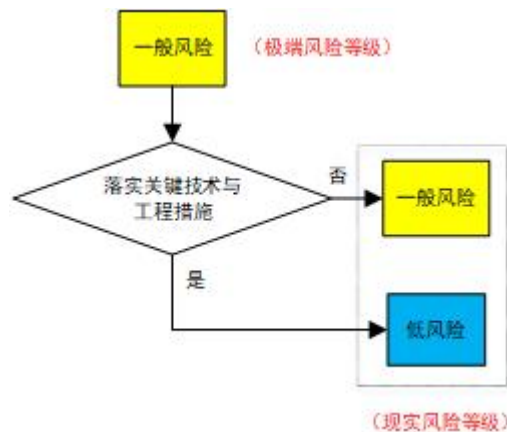 一般风险
（极端风险等级）
落实关键技术与
工程措施
否
一般风险
是
低风险
（现实风险等级）